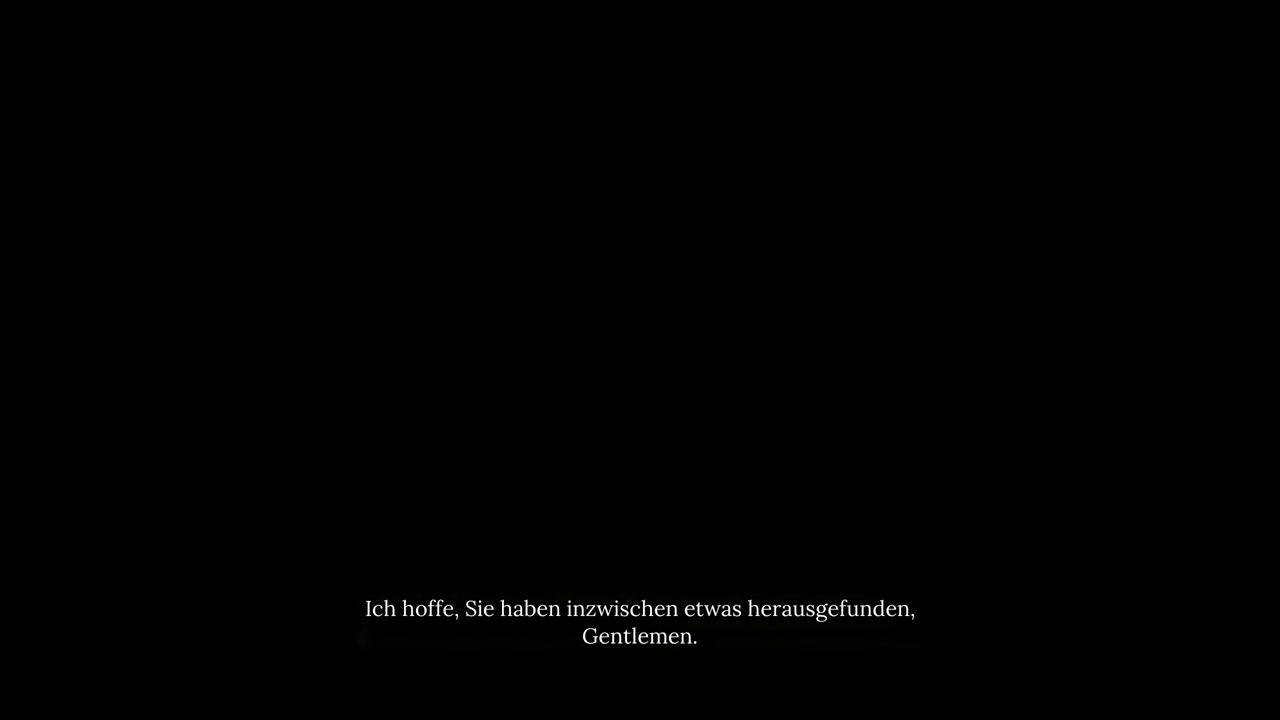 Ich hoffe, Sie haben inzwischen etwas herausgefunden,
Gentlemen.